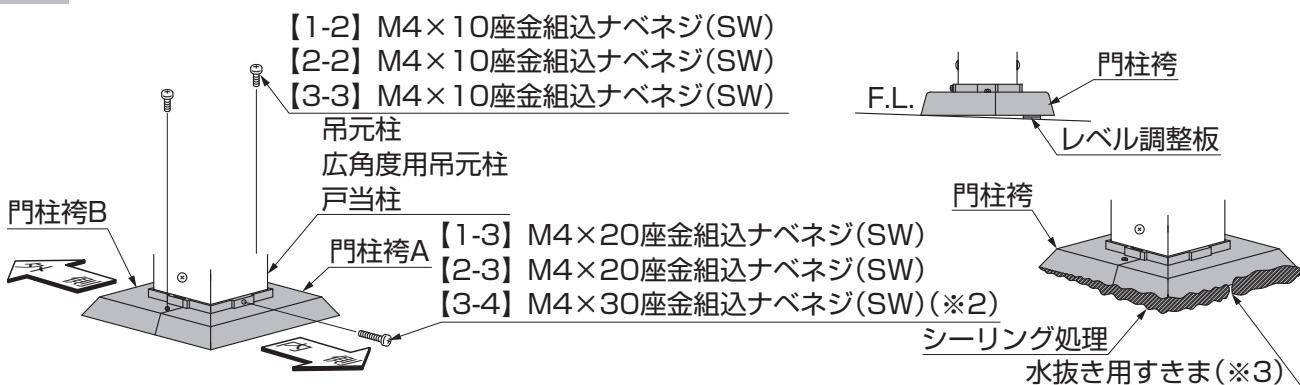 【1-2】M4×10座金組込ナベネジ(SW)
【2-2】M4×10座金組込ナベネジ(SW)
【3-3】M4×10座金組込ナベネジ(SW)
吊元柱
広角度用吊元柱
戸当柱
門柱袴B
門柱袴A
【1-3】M4×20座金組込ナベネジ(SW)
【2-3】M4×20座金組込ナベネジ(SW)
【3-4】M4×30座金組込ナベネジ(SW)(※2)
外側
内側
門柱袴
F.L.
レベル調整板
門柱袴
シーリング処理
水抜き用すきま(※3)